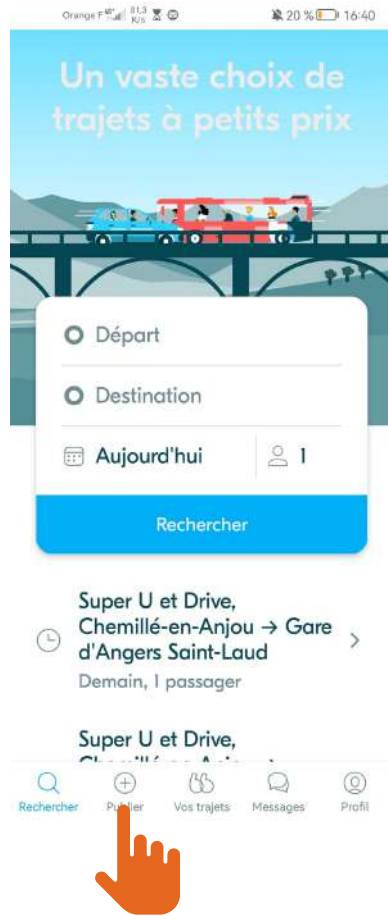 Orange F 81,3 K/s 20 % 16:40
Un vaste choix de
trajets à petits prix
Départ
Destination
Aujourd'hui 1
Rechercher
Super U et Drive,
Chemillé-en-Anjou → Gare
d'Angers Saint-Laud
Demain, 1 passager
Super U et Drive,
Rechercher Publier Vos trajets Messages Profil